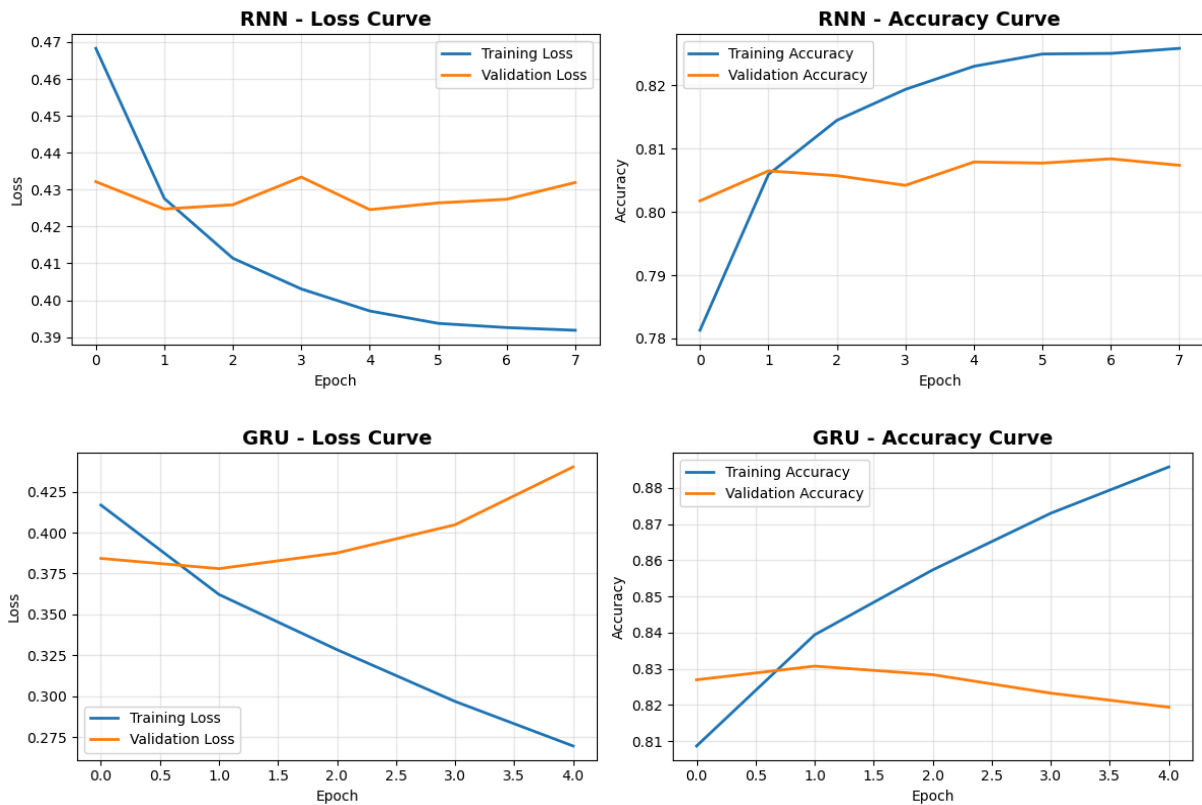 RNN - Loss Curve
0.47
0.46
0.45
0.44
0.43
0.42
0.41
0.40
0.39
Loss
Training Loss
Validation Loss
0 1 2 3 4 5 6 7
Epoch
RNN - Accuracy Curve
0.82
0.81
0.80
0.79
0.78
Accuracy
Training Accuracy
Validation Accuracy
0 1 2 3 4 5 6 7
Epoch
GRU - Loss Curve
0.425
0.400
0.375
0.350
0.325
0.300
0.275
Loss
Training Loss
Validation Loss
0.0 0.5 1.0 1.5 2.0 2.5 3.0 3.5 4.0
Epoch
GRU - Accuracy Curve
0.88
0.87
0.86
0.85
0.84
0.83
0.82
0.81
Accuracy
Training Accuracy
Validation Accuracy
0.0 0.5 1.0 1.5 2.0 2.5 3.0 3.5 4.0
Epoch